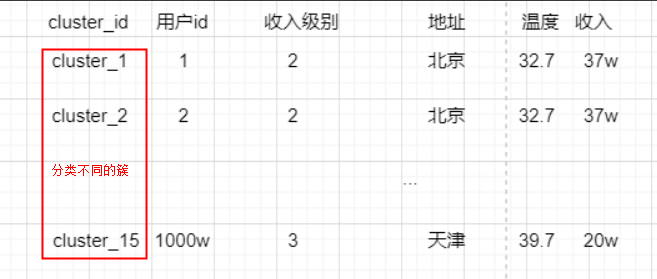 cluster_id 用户id 收入级别 地址 温度 收入
cluster_1 1 2 北京 32.7 37w
cluster_2 2 2 北京 32.7 37w
分类不同的簇
...
cluster_15 1000w 3 天津 39.7 20w